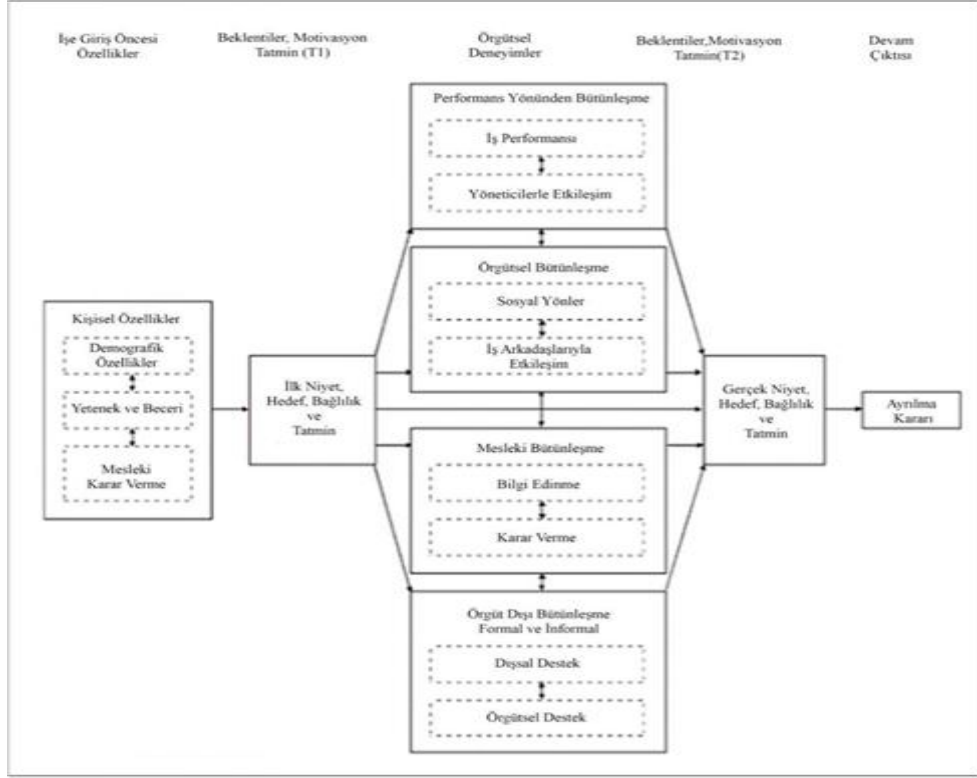 İşe Giriş Öncesi
Özellikler
Beklentiler, Motivasyon
Tatmin (T1)
Örgütsel
Deneyimler
Beklentiler,Motivasyon
Tatmin(T2)
Devam
Çıktısı
Kişisel Özellikler
Demografik
Özellikler
Yetenek ve Beceri
Mesleki
Karar Verme
İlk Niyet,
Hedef, Bağlılık
ve
Tatmin
Performans Yönünden Bütünleşme
İş Performansı
Yöneticilerle Etkileşim
Örgütsel Bütünleşme
Sosyal Yönler
İş Arkadaşlarıyla
Etkileşim
Mesleki Bütünleşme
Bilgi Edinme
Karar Verme
Örgüt Dışı Bütünleşme
Formal ve İnformal
Dışsal Destek
Örgütsel Destek
Gerçek Niyet,
Hedef, Bağlılık
ve
Tatmin
Ayrılma
Kararı